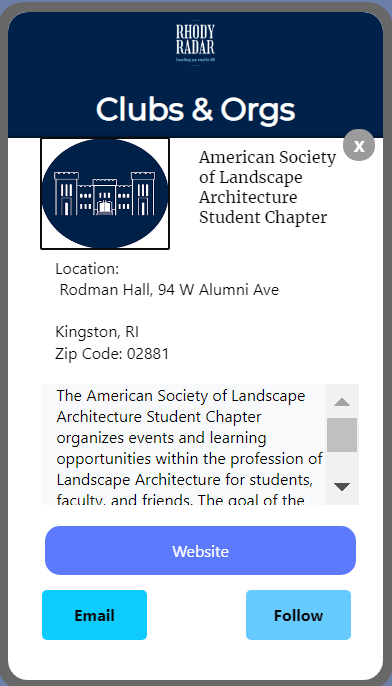 RHODY
RADAR
Everything you need for URI
Clubs & Orgs
x
American Society
of Landscape
Architecture
Student Chapter
Location:
Rodman Hall, 94 W Alumni Ave
Kingston, RI
Zip Code: 02881
The American Society of Landscape
Architecture Student Chapter
organizes events and learning
opportunities within the profession of
Landscape Architecture for students,
faculty, and friends. The goal of the
Website
Email
Follow